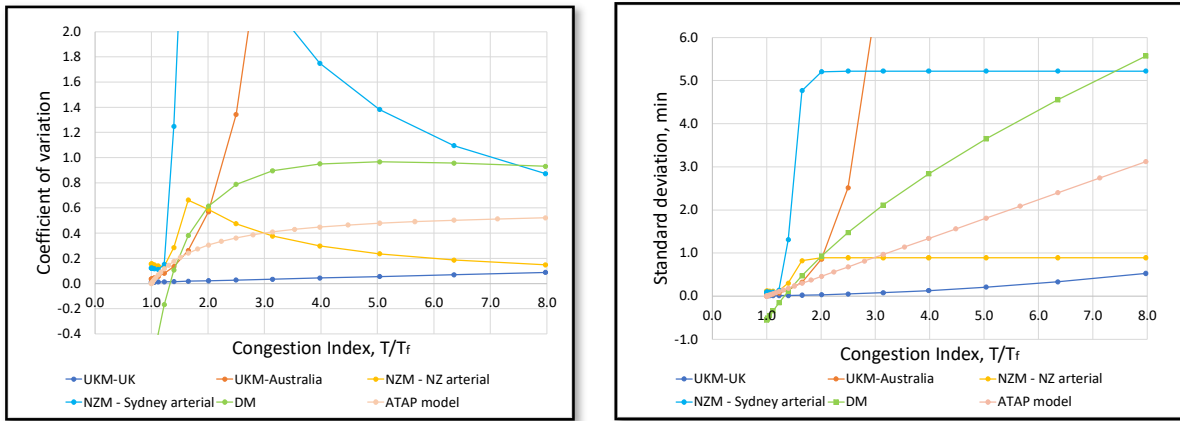 2.0
1.8
1.6
1.4
1.2
1.0
0.8
0.6
0.4
0.2
0.0
-0.2
-0.4
Coefficient of variation
0.0 1.0 2.0 3.0 4.0 5.0 6.0 7.0 8.0
Congestion Index, T/Tf
UKM-UK UKM-Australia NZM - NZ arterial
NZM - Sydney arterial DM ATAP model
6.0
5.0
4.0
3.0
2.0
1.0
0.0
-1.0
Standard deviation, min
0.0 1.0 2.0 3.0 4.0 5.0 6.0 7.0 8.0
Congestion Index, T/Tf
UKM-UK UKM-Australia NZM - NZ arterial
NZM - Sydney arterial DM ATAP model